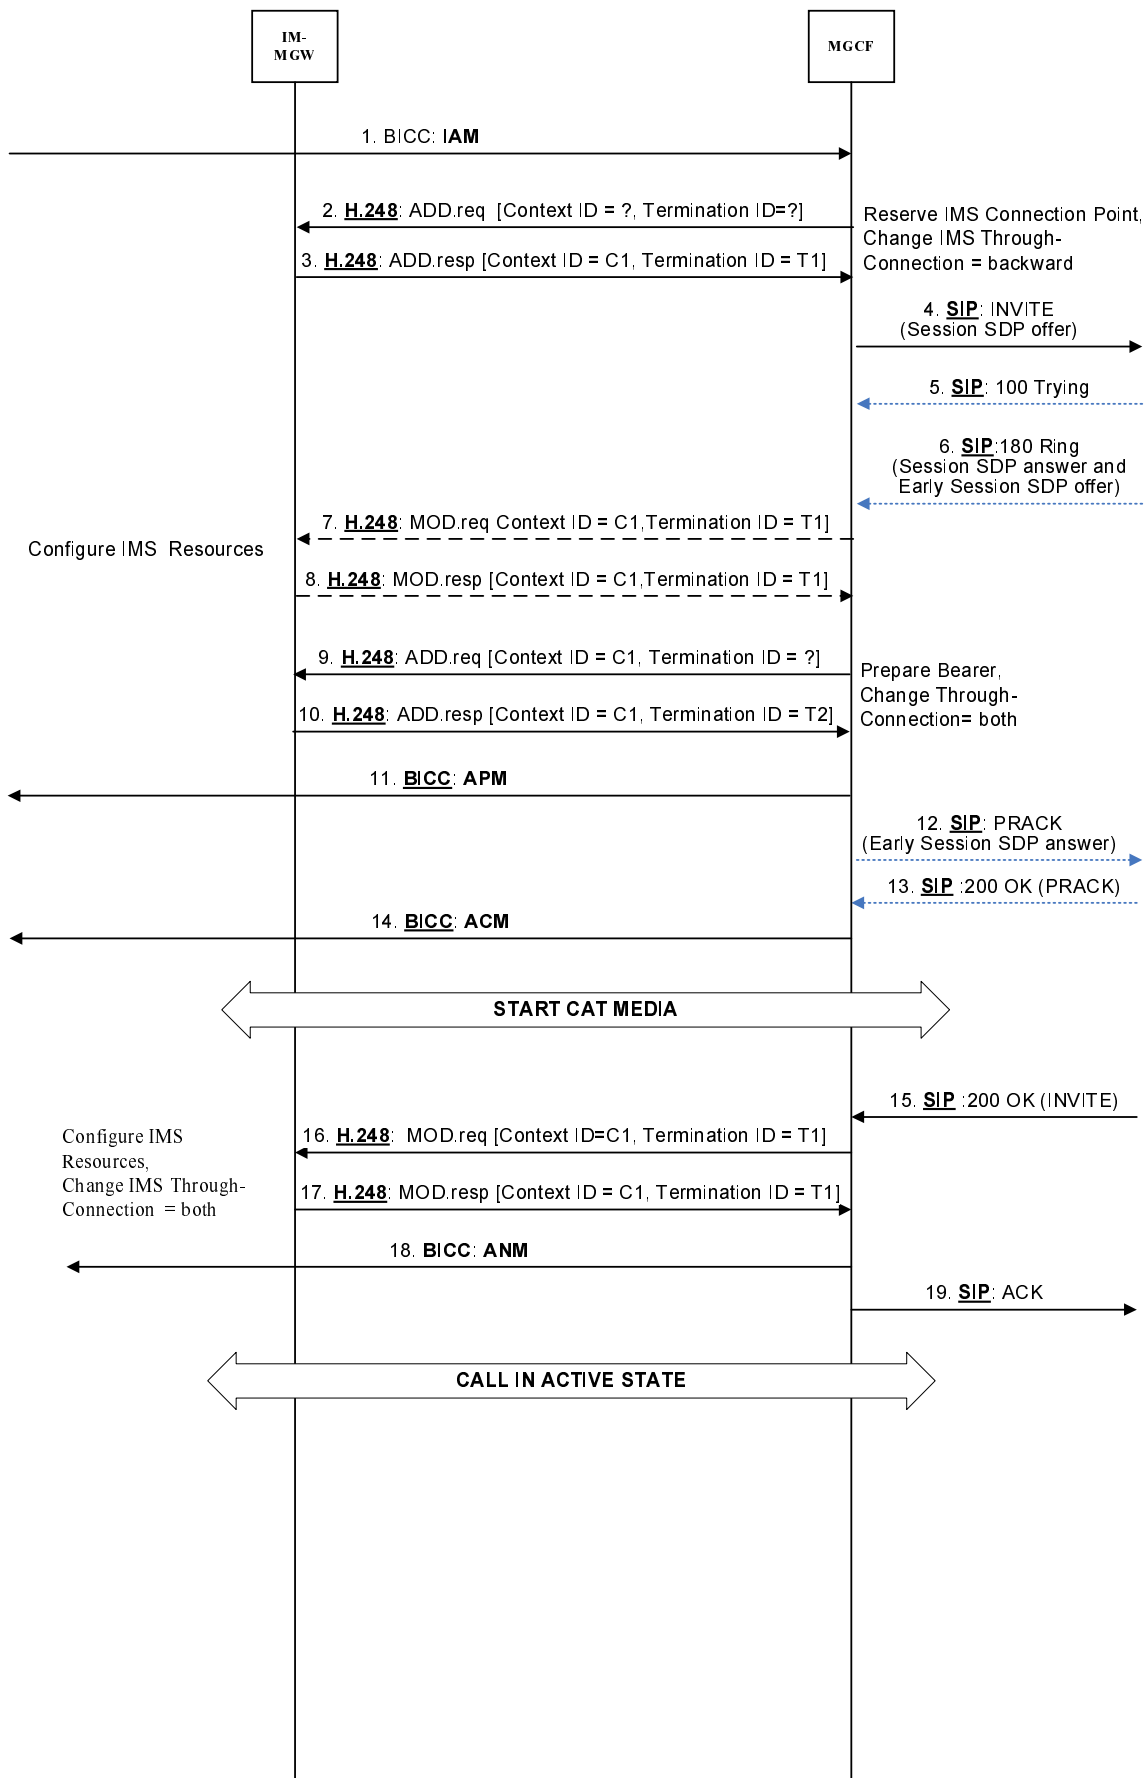 IM-
MGW
MGCF
1. BICC: IAM
2. H.248: ADD.req [Context ID = ?, Termination ID=?]
Reserve IMS Connection Point,
Change IMS Through-
Connection = backward
3. H.248: ADD.resp [Context ID = C1, Termination ID = T1]
4. SIP: INVITE
(Session SDP offer)
5. SIP: 100 Trying
6. SIP:180 Ring
(Session SDP answer and
Early Session SDP offer)
7. H.248: MOD.req Context ID = C1,Termination ID = T1]
Configure IMS Resources
8. H.248: MOD.resp [Context ID = C1,Termination ID = T1]
9. H.248: ADD.req [Context ID = C1, Termination ID = ?]
Prepare Bearer,
Change Through-
Connection= both
10. H.248: ADD.resp [Context ID = C1, Termination ID = T2]
11. BICC: APM
12. SIP: PRACK
(Early Session SDP answer)
13. SIP :200 OK (PRACK)
14. BICC: ACM
START CAT MEDIA
15. SIP :200 OK (INVITE)
16. H.248: MOD.req [Context ID=C1, Termination ID = T1]
Configure IMS
Resources,
Change IMS Through-
Connection = both
17. H.248: MOD.resp [Context ID = C1, Termination ID = T1]
18. BICC: ANM
19. SIP: ACK
CALL IN ACTIVE STATE